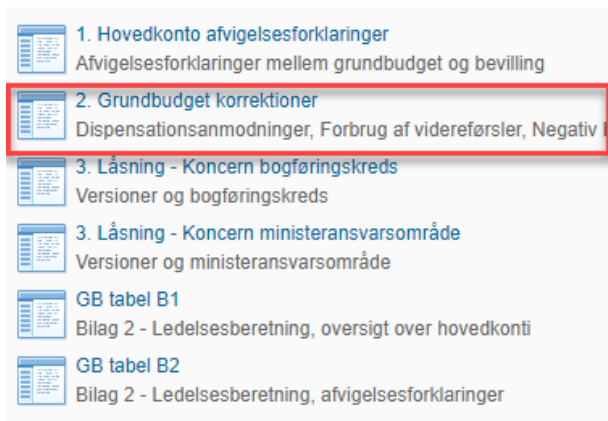 1. Hovedkonto afvigelsesforklaringer
Afvigelsesforklaringer mellem grundbudget og bevilling
2. Grundbudget korrektioner
Dispensationsanmodninger, Forbrug af videreførsler, Negativ
3. Låsning - Koncern bogføringskreds
Versioner og bogføringskreds
3. Låsning - Koncern ministeransvarsområde
Versioner og ministeransvarsområde
GB tabel B1
Bilag 2 - Ledelsesberetning, oversigt over hovedkonti
GB tabel B2
Bilag 2 - Ledelsesberetning, afvigelsesforklaringer